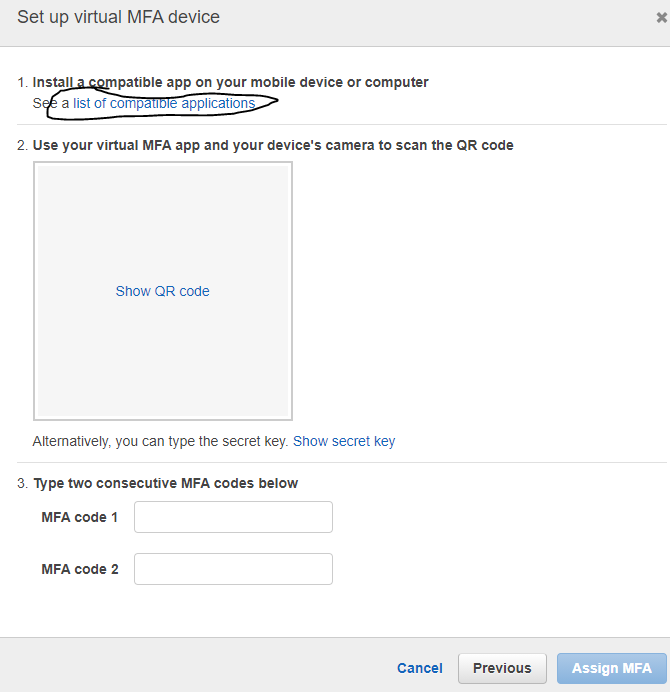 Set up virtual MFA device
1. Install a compatible app on your mobile device or computer
See a list of compatible applications
2. Use your virtual MFA app and your device's camera to scan the QR code
Show QR code
Alternatively, you can type the secret key. Show secret key
3. Type two consecutive MFA codes below
MFA code 1
MFA code 2
Cancel Previous Assign MFA